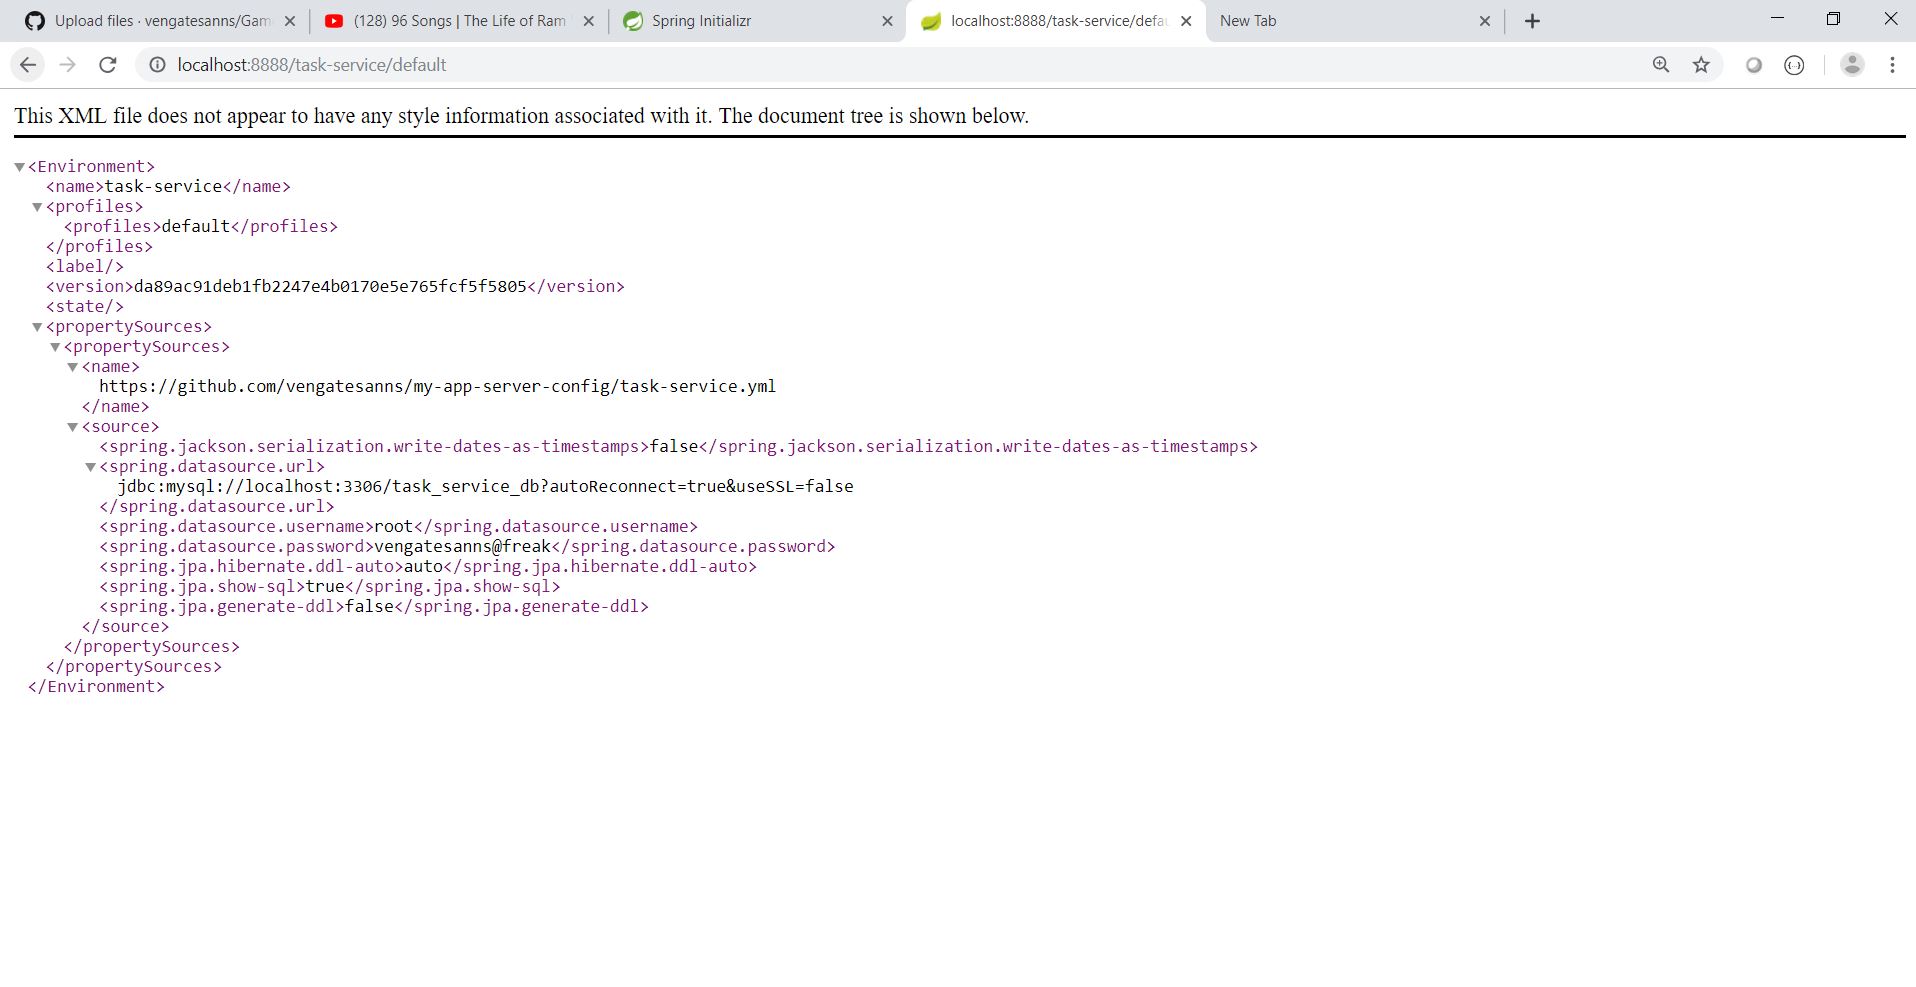 Upload files · vengatesanns/Gam
(128) 96 Songs | The Life of Ram
Spring Initializr
localhost:8888/task-service/defau
New Tab
localhost:8888/task-service/default
This XML file does not appear to have any style information associated with it. The document tree is shown below.
<Environment>
<name>task-service</name>
<profiles>
<profiles>default</profiles>
</profiles>
<label/>
<version>da89ac91deb1fb2247e4b0170e5e765fcf5f5805</version>
<state/>
<propertySources>
<propertySources>
<name>
https://github.com/vengatesanns/my-app-server-config/task-service.yml
</name>
<source>
<spring.jackson.serialization.write-dates-as-timestamps>false</spring.jackson.serialization.write-dates-as-timestamps>
<spring.datasource.url>
jdbc:mysql://localhost:3306/task_service_db?autoReconnect=true&useSSL=false
</spring.datasource.url>
<spring.datasource.username>root</spring.datasource.username>
<spring.datasource.password>vengatesanns@freak</spring.datasource.password>
<spring.jpa.hibernate.ddl-auto>auto</spring.jpa.hibernate.ddl-auto>
<spring.jpa.show-sql>true</spring.jpa.show-sql>
<spring.jpa.generate-ddl>false</spring.jpa.generate-ddl>
</source>
</propertySources>
</propertySources>
</Environment>